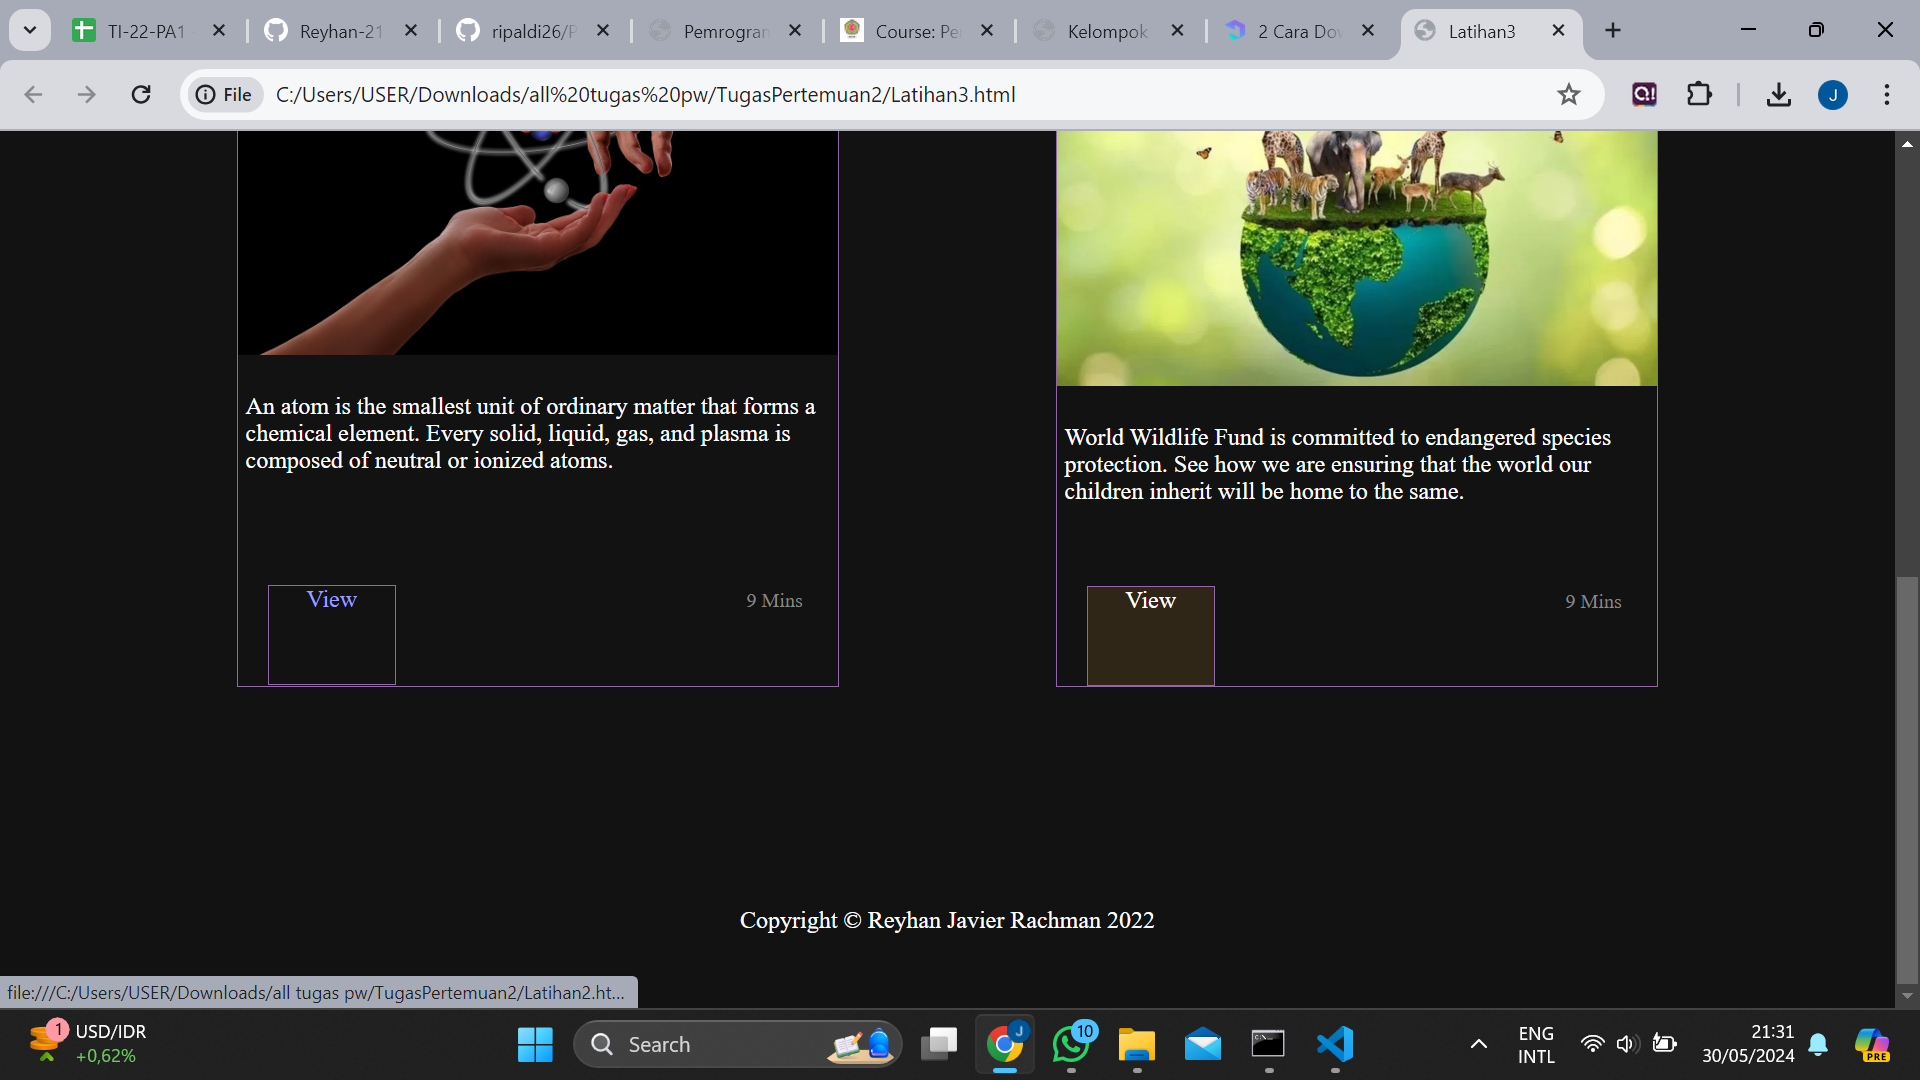 TI-22-PA1
Reyhan-21
ripaldi26/P
Pemrogram
Course: Pe
Kelompok
2 Cara Dow
Latihan3
File
C:/Users/USER/Downloads/all%20tugas%20pw/TugasPertemuan2/Latihan3.html
Q!
J
An atom is the smallest unit of ordinary matter that forms a
chemical element. Every solid, liquid, gas, and plasma is
composed of neutral or ionized atoms.
View
9 Mins
World Wildlife Fund is committed to endangered species
protection. See how we are ensuring that the world our
children inherit will be home to the same.
View
9 Mins
Copyright © Reyhan Javier Rachman 2022
file:///C:/Users/USER/Downloads/all tugas pw/TugasPertemuan2/Latihan2.ht...
1
USD/IDR
+0,62%
Search
J
10
ENG
INTL
21:31
30/05/2024
PRE